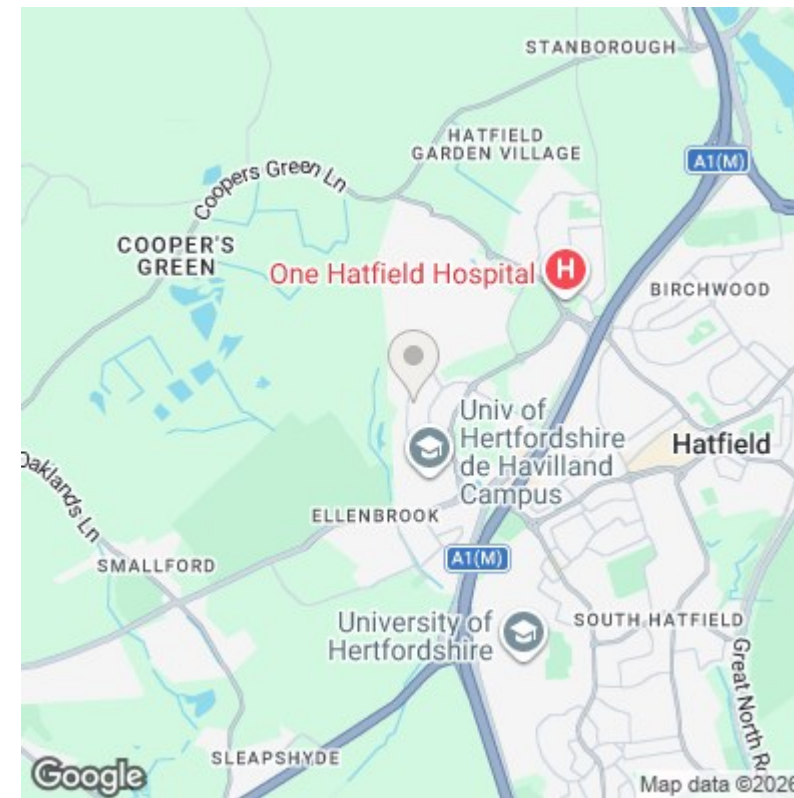 STANBOROUGH
HATFIELD
GARDEN VILLAGE
A1(M)
Coopers Green Ln
COOPER'S
GREEN
One Hatfield Hospital
H
BIRCHWOOD
Univ of
Hertfordshire
de Havilland
Campus
Hatfield
Oaklands Ln
ELLENBROOK
A1(M)
SMALLFORD
University of
Hertfordshire
SOUTH HATFIELD
Great North Ro
SLEAPSHYDE
Google
Map data ©2026